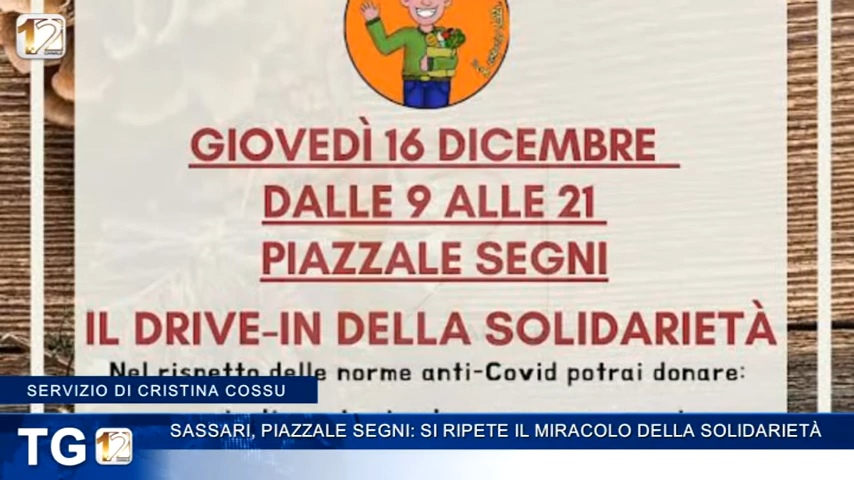 12
GIOVEDÌ 16 DICEMBRE
DALLE 9 ALLE 21
PIAZZALE SEGNI
IL DRIVE-IN DELLA SOLIDARIETÀ
Nel rispetto delle norme anti-Covid potrai donare:
SERVIZIO DI CRISTINA COSSU
TG 12
SASSARI, PIAZZALE SEGNI: SI RIPETE IL MIRACOLO DELLA SOLIDARIETÀ